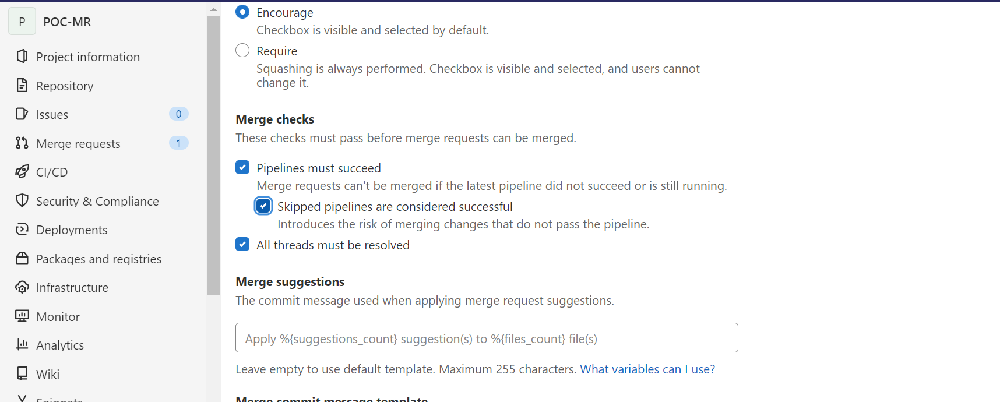 P POC-MR
Project information
Repository
Issues 0
Merge requests 1
CI/CD
Security & Compliance
Deployments
Packages and registries
Infrastructure
Monitor
Analytics
Wiki
Snippets
Encourage
Checkbox is visible and selected by default.
Require
Squashing is always performed. Checkbox is visible and selected, and users cannot
change it.
Merge checks
These checks must pass before merge requests can be merged.
Pipelines must succeed
Merge requests can't be merged if the latest pipeline did not succeed or is still running.
Skipped pipelines are considered successful
Introduces the risk of merging changes that do not pass the pipeline.
All threads must be resolved
Merge suggestions
The commit message used when applying merge request suggestions.
Apply %{suggestions_count} suggestion(s) to %{files_count} file(s)
Leave empty to use default template. Maximum 255 characters. What variables can I use?
Merge commit message template